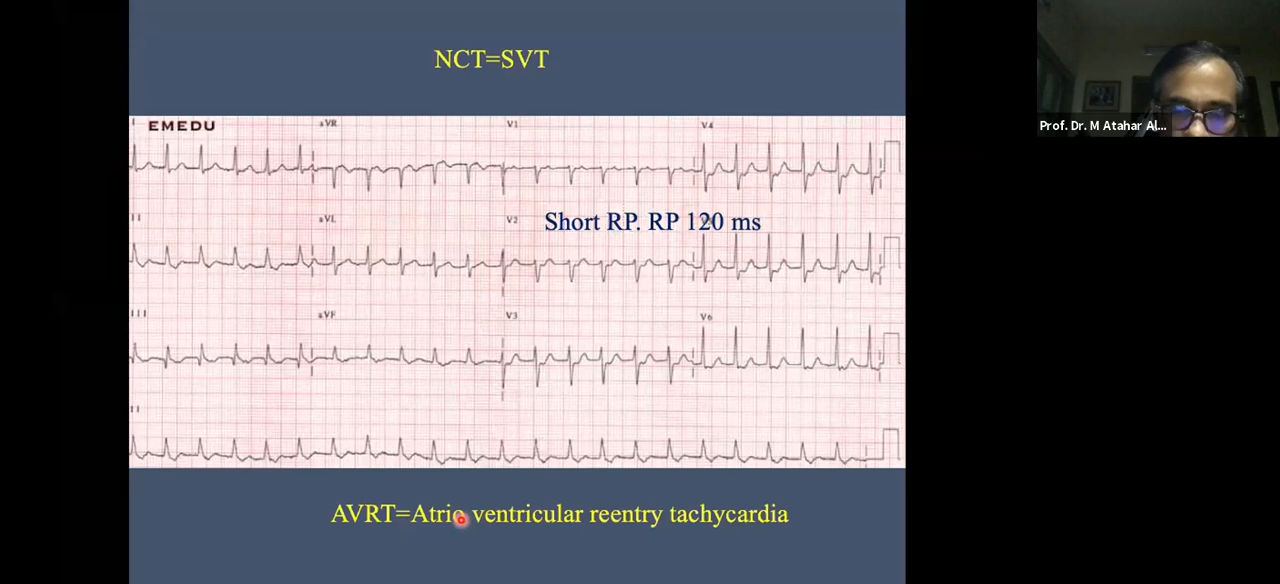 NCT=SVT
Prof. Dr. M Atahar Al...
I EMEDU aVR V1 V4
II aVL V2
Short RP. RP 120 ms
III aVF V3 V6
II
AVRT=Atrio ventricular reentry tachycardia